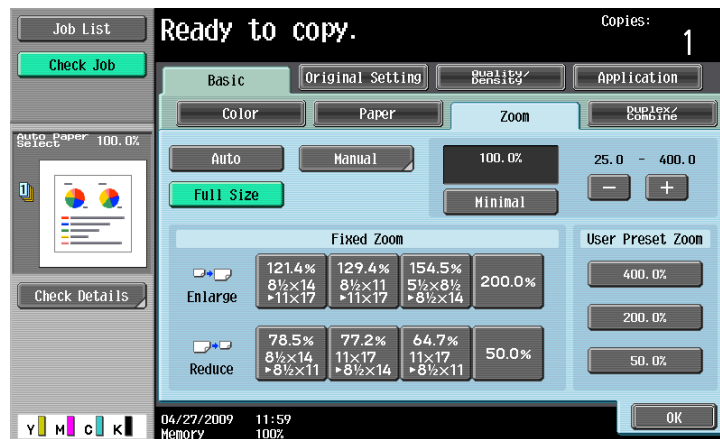 Job List
Check Job
Ready to copy.
Copies:
1
Basic
Original Setting
Quality/
Density
Application
Color
Paper
Zoom
Duplex/
Combine
Auto Paper
Select
100.0%
1
Check Details
Auto
Manual
Full Size
100.0%
Minimal
25.0 - 400.0
−
+
Fixed Zoom
User Preset Zoom
Enlarge
121.4%
8½×14
▸11×17
129.4%
8½×11
▸11×17
154.5%
5½×8½
▸8½×14
200.0%
Reduce
78.5%
8½×14
▸8½×11
77.2%
11×17
▸8½×14
64.7%
11×17
▸8½×11
50.0%
400.0%
200.0%
50.0%
Y M C K
04/27/2009 11:59
Memory 100%
OK